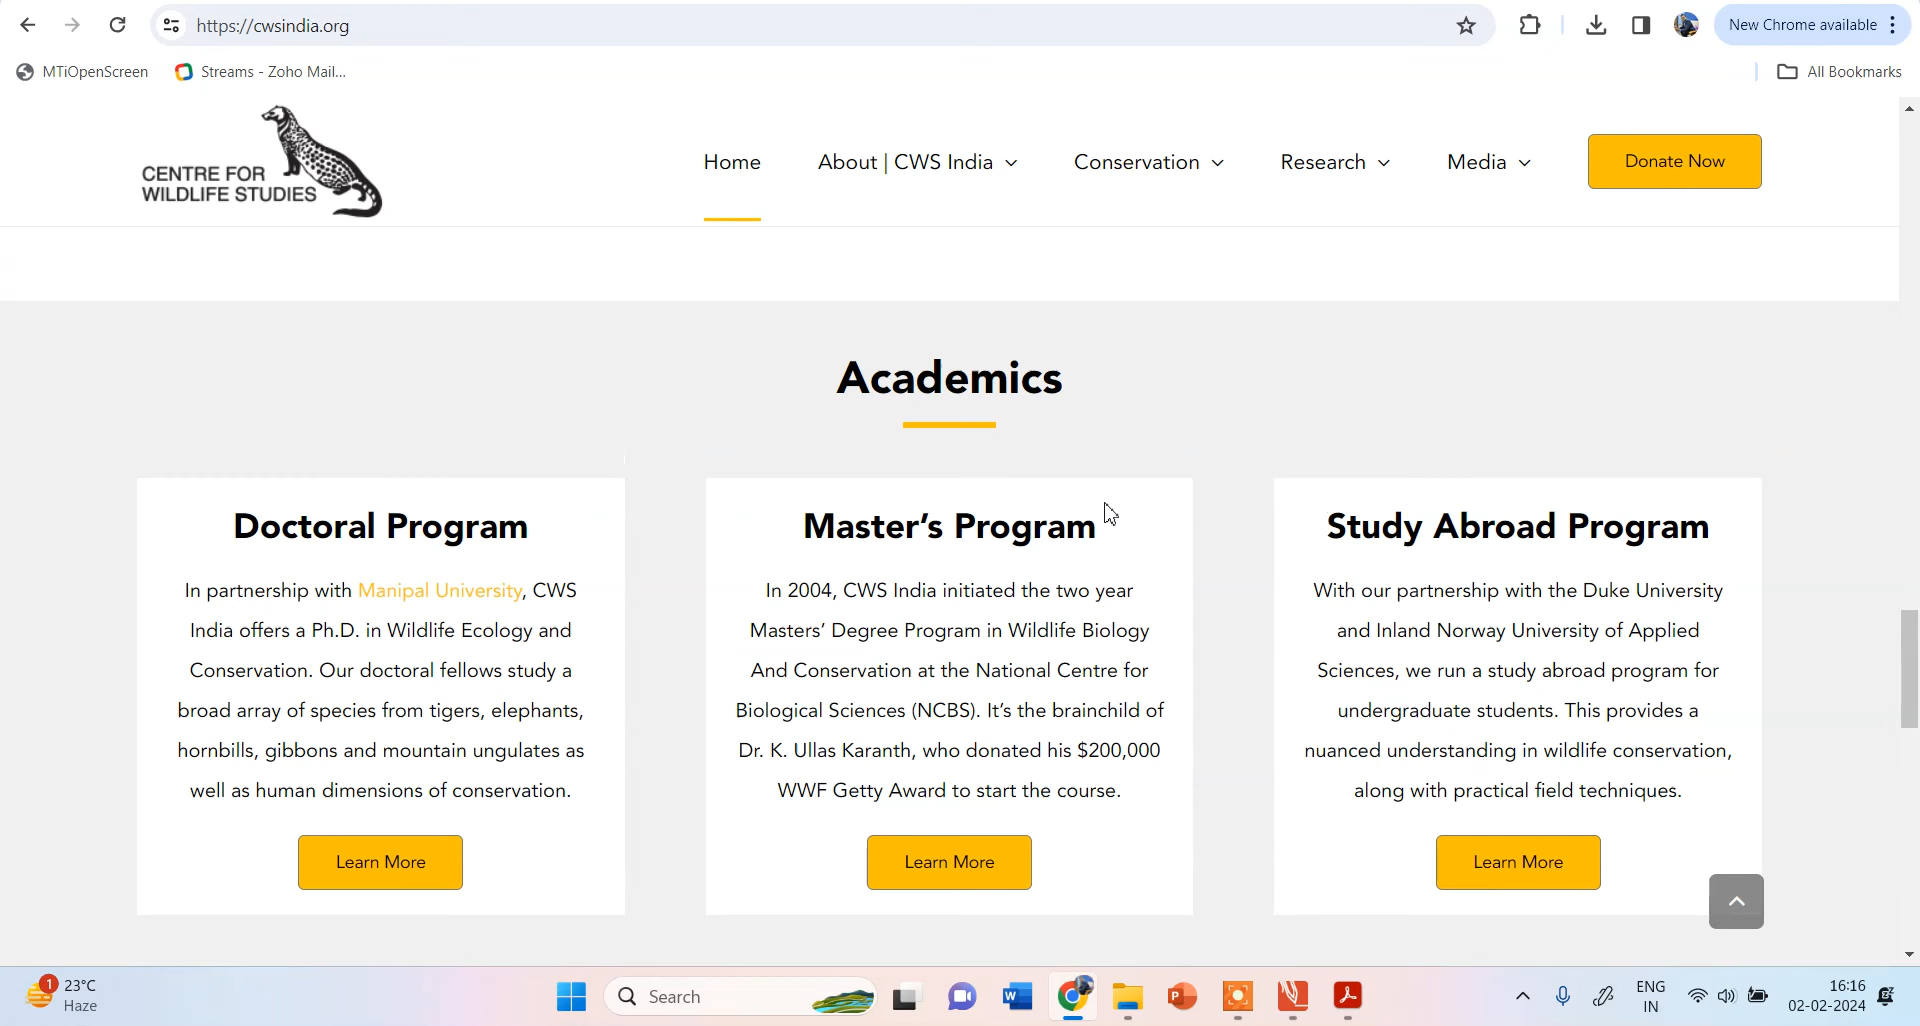 https://cwsindia.org
New Chrome available
MTiOpenScreen
Streams - Zoho Mail...
All Bookmarks
CENTRE FOR
WILDLIFE STUDIES
Home
About | CWS India
Conservation
Research
Media
Donate Now
Academics
Doctoral Program
In partnership with Manipal University, CWS
India offers a Ph.D. in Wildlife Ecology and
Conservation. Our doctoral fellows study a
broad array of species from tigers, elephants,
hornbills, gibbons and mountain ungulates as
well as human dimensions of conservation.
Learn More
Master's Program
In 2004, CWS India initiated the two year
Masters' Degree Program in Wildlife Biology
And Conservation at the National Centre for
Biological Sciences (NCBS). It's the brainchild of
Dr. K. Ullas Karanth, who donated his $200,000
WWF Getty Award to start the course.
Learn More
Study Abroad Program
With our partnership with the Duke University
and Inland Norway University of Applied
Sciences, we run a study abroad program for
undergraduate students. This provides a
nuanced understanding in wildlife conservation,
along with practical field techniques.
Learn More
1
23°C
Haze
Search
ENG
IN
16:16
02-02-2024